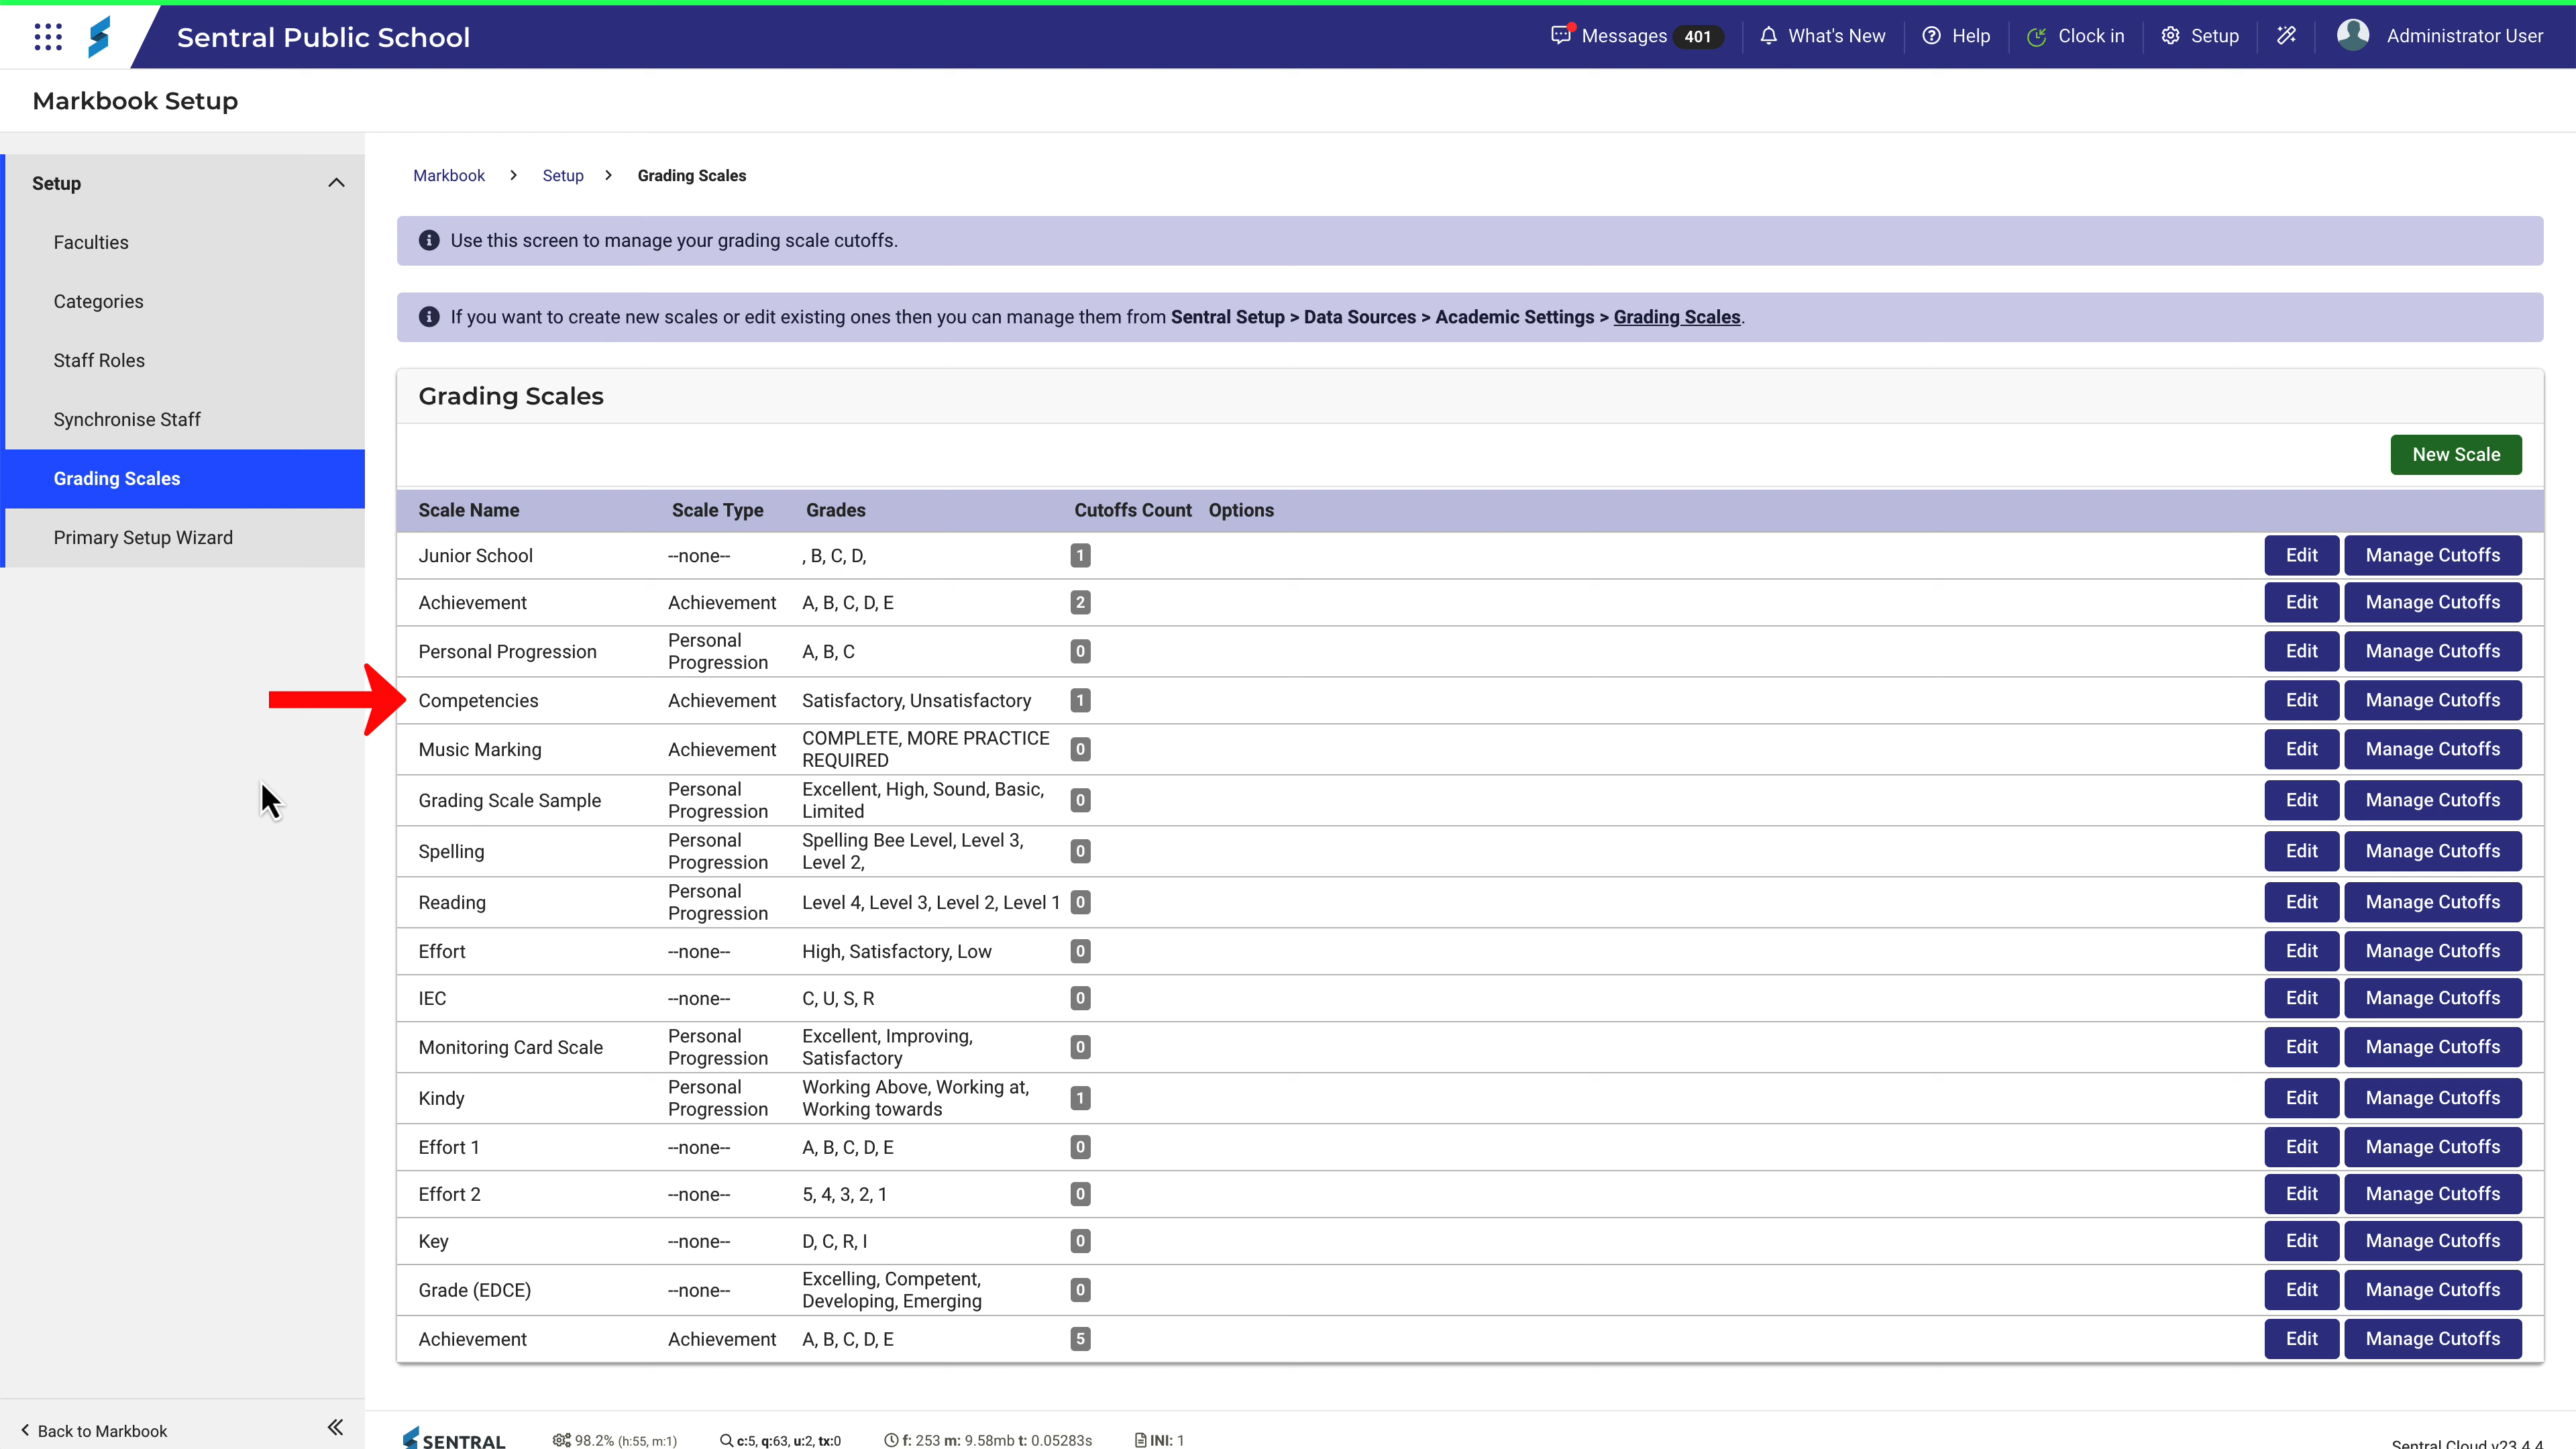 Sentral Public School
Messages 401
What's New
Help
Clock in
Setup
Administrator User
Markbook Setup
Setup
Faculties
Categories
Staff Roles
Synchronise Staff
Grading Scales
Primary Setup Wizard
Back to Markbook
Markbook > Setup > Grading Scales
Use this screen to manage your grading scale cutoffs.
If you want to create new scales or edit existing ones then you can manage them from Sentral Setup > Data Sources > Academic Settings > Grading Scales.
Grading Scales
New Scale
Scale Name Scale Type Grades Cutoffs Count Options
Junior School --none-- , B, C, D, 1 Edit Manage Cutoffs
Achievement Achievement A, B, C, D, E 2 Edit Manage Cutoffs
Personal Progression Personal Progression A, B, C 0 Edit Manage Cutoffs
Competencies Achievement Satisfactory, Unsatisfactory 1 Edit Manage Cutoffs
Music Marking Achievement COMPLETE, MORE PRACTICE REQUIRED 0 Edit Manage Cutoffs
Grading Scale Sample Personal Progression Excellent, High, Sound, Basic, Limited 0 Edit Manage Cutoffs
Spelling Personal Progression Spelling Bee Level, Level 3, Level 2, 0 Edit Manage Cutoffs
Reading Personal Progression Level 4, Level 3, Level 2, Level 1 0 Edit Manage Cutoffs
Effort --none-- High, Satisfactory, Low 0 Edit Manage Cutoffs
IEC --none-- C, U, S, R 0 Edit Manage Cutoffs
Monitoring Card Scale Personal Progression Excellent, Improving, Satisfactory 0 Edit Manage Cutoffs
Kindy Personal Progression Working Above, Working at, Working towards 1 Edit Manage Cutoffs
Effort 1 --none-- A, B, C, D, E 0 Edit Manage Cutoffs
Effort 2 --none-- 5, 4, 3, 2, 1 0 Edit Manage Cutoffs
Key --none-- D, C, R, I 0 Edit Manage Cutoffs
Grade (EDCE) --none-- Excelling, Competent, Developing, Emerging 0 Edit Manage Cutoffs
Achievement Achievement A, B, C, D, E 5 Edit Manage Cutoffs
SENTRAL 98.2% (h:55, m:1) c:5, q:63, u:2, tx:0 f: 253 m: 9.58mb t: 0.05283s INI: 1
Sentral Cloud v23.4.4